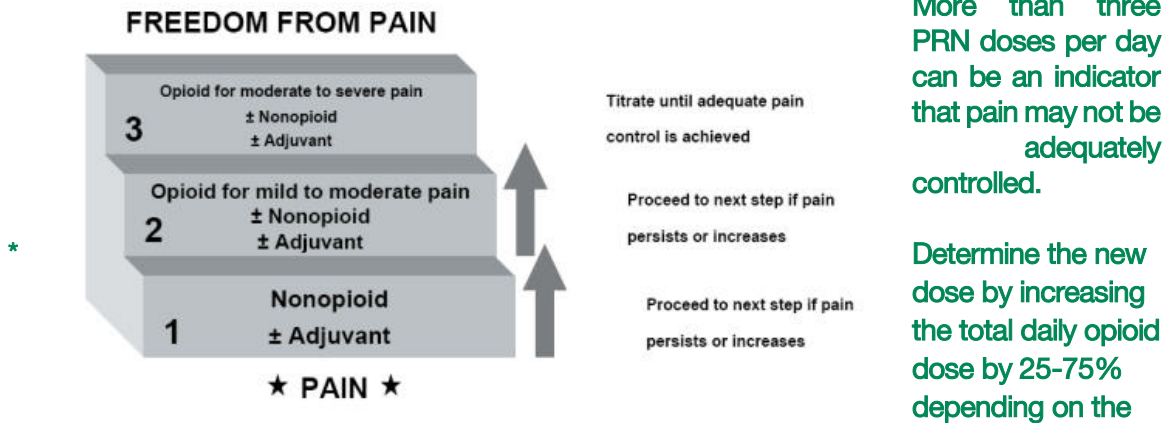 FREEDOM FROM PAIN
Opioid for moderate to severe pain
± Nonopioid
± Adjuvant
3
Titrate until adequate pain
control is achieved
Opioid for mild to moderate pain
± Nonopioid
± Adjuvant
2
Proceed to next step if pain
persists or increases
*
Nonopioid
± Adjuvant
1
Proceed to next step if pain
persists or increases
★ PAIN ★
More than three
PRN doses per day
can be an indicator
that pain may not be
adequately
controlled.
Determine the new
dose by increasing
the total daily opioid
dose by 25-75%
depending on the